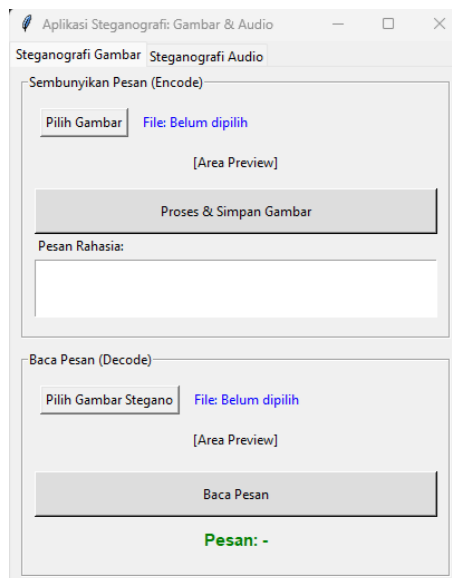 Aplikasi Steganografi: Gambar & Audio
Steganografi Gambar Steganografi Audio
Sembunyikan Pesan (Encode)
Pilih Gambar File: Belum dipilih
[Area Preview]
Proses & Simpan Gambar
Pesan Rahasia:
Baca Pesan (Decode)
Pilih Gambar Stegano File: Belum dipilih
[Area Preview]
Baca Pesan
Pesan: -